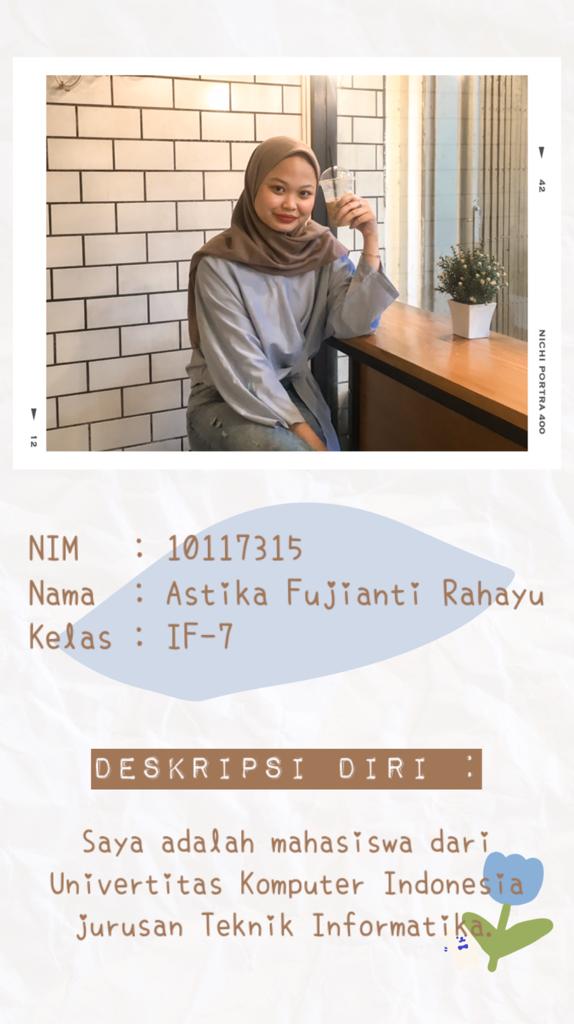 42
NICHI PORTRA 400
12
NIM : 10117315
Nama : Astika Fujianti Rahayu
Kelas : IF-7
DESKRIPSI DIRI :
Saya adalah mahasiswa dari
Univertitas Komputer Indonesia
jurusan Teknik Informatika.